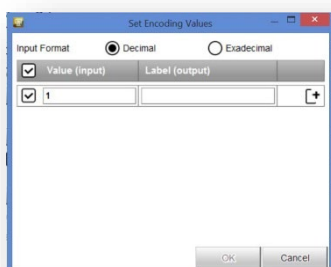 Set Encoding Values
Input Format Decimal Exadecimal
Value (input) Label (output)
1
OK Cancel